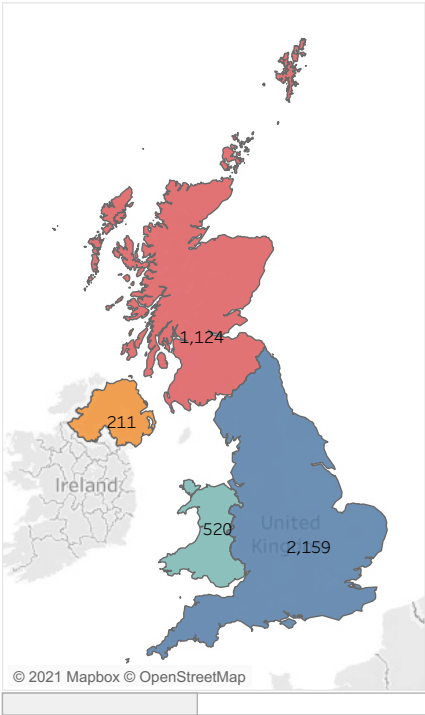 1,124
211
Ireland
520
United
Kingdom
2,159
© 2021 Mapbox © OpenStreetMap